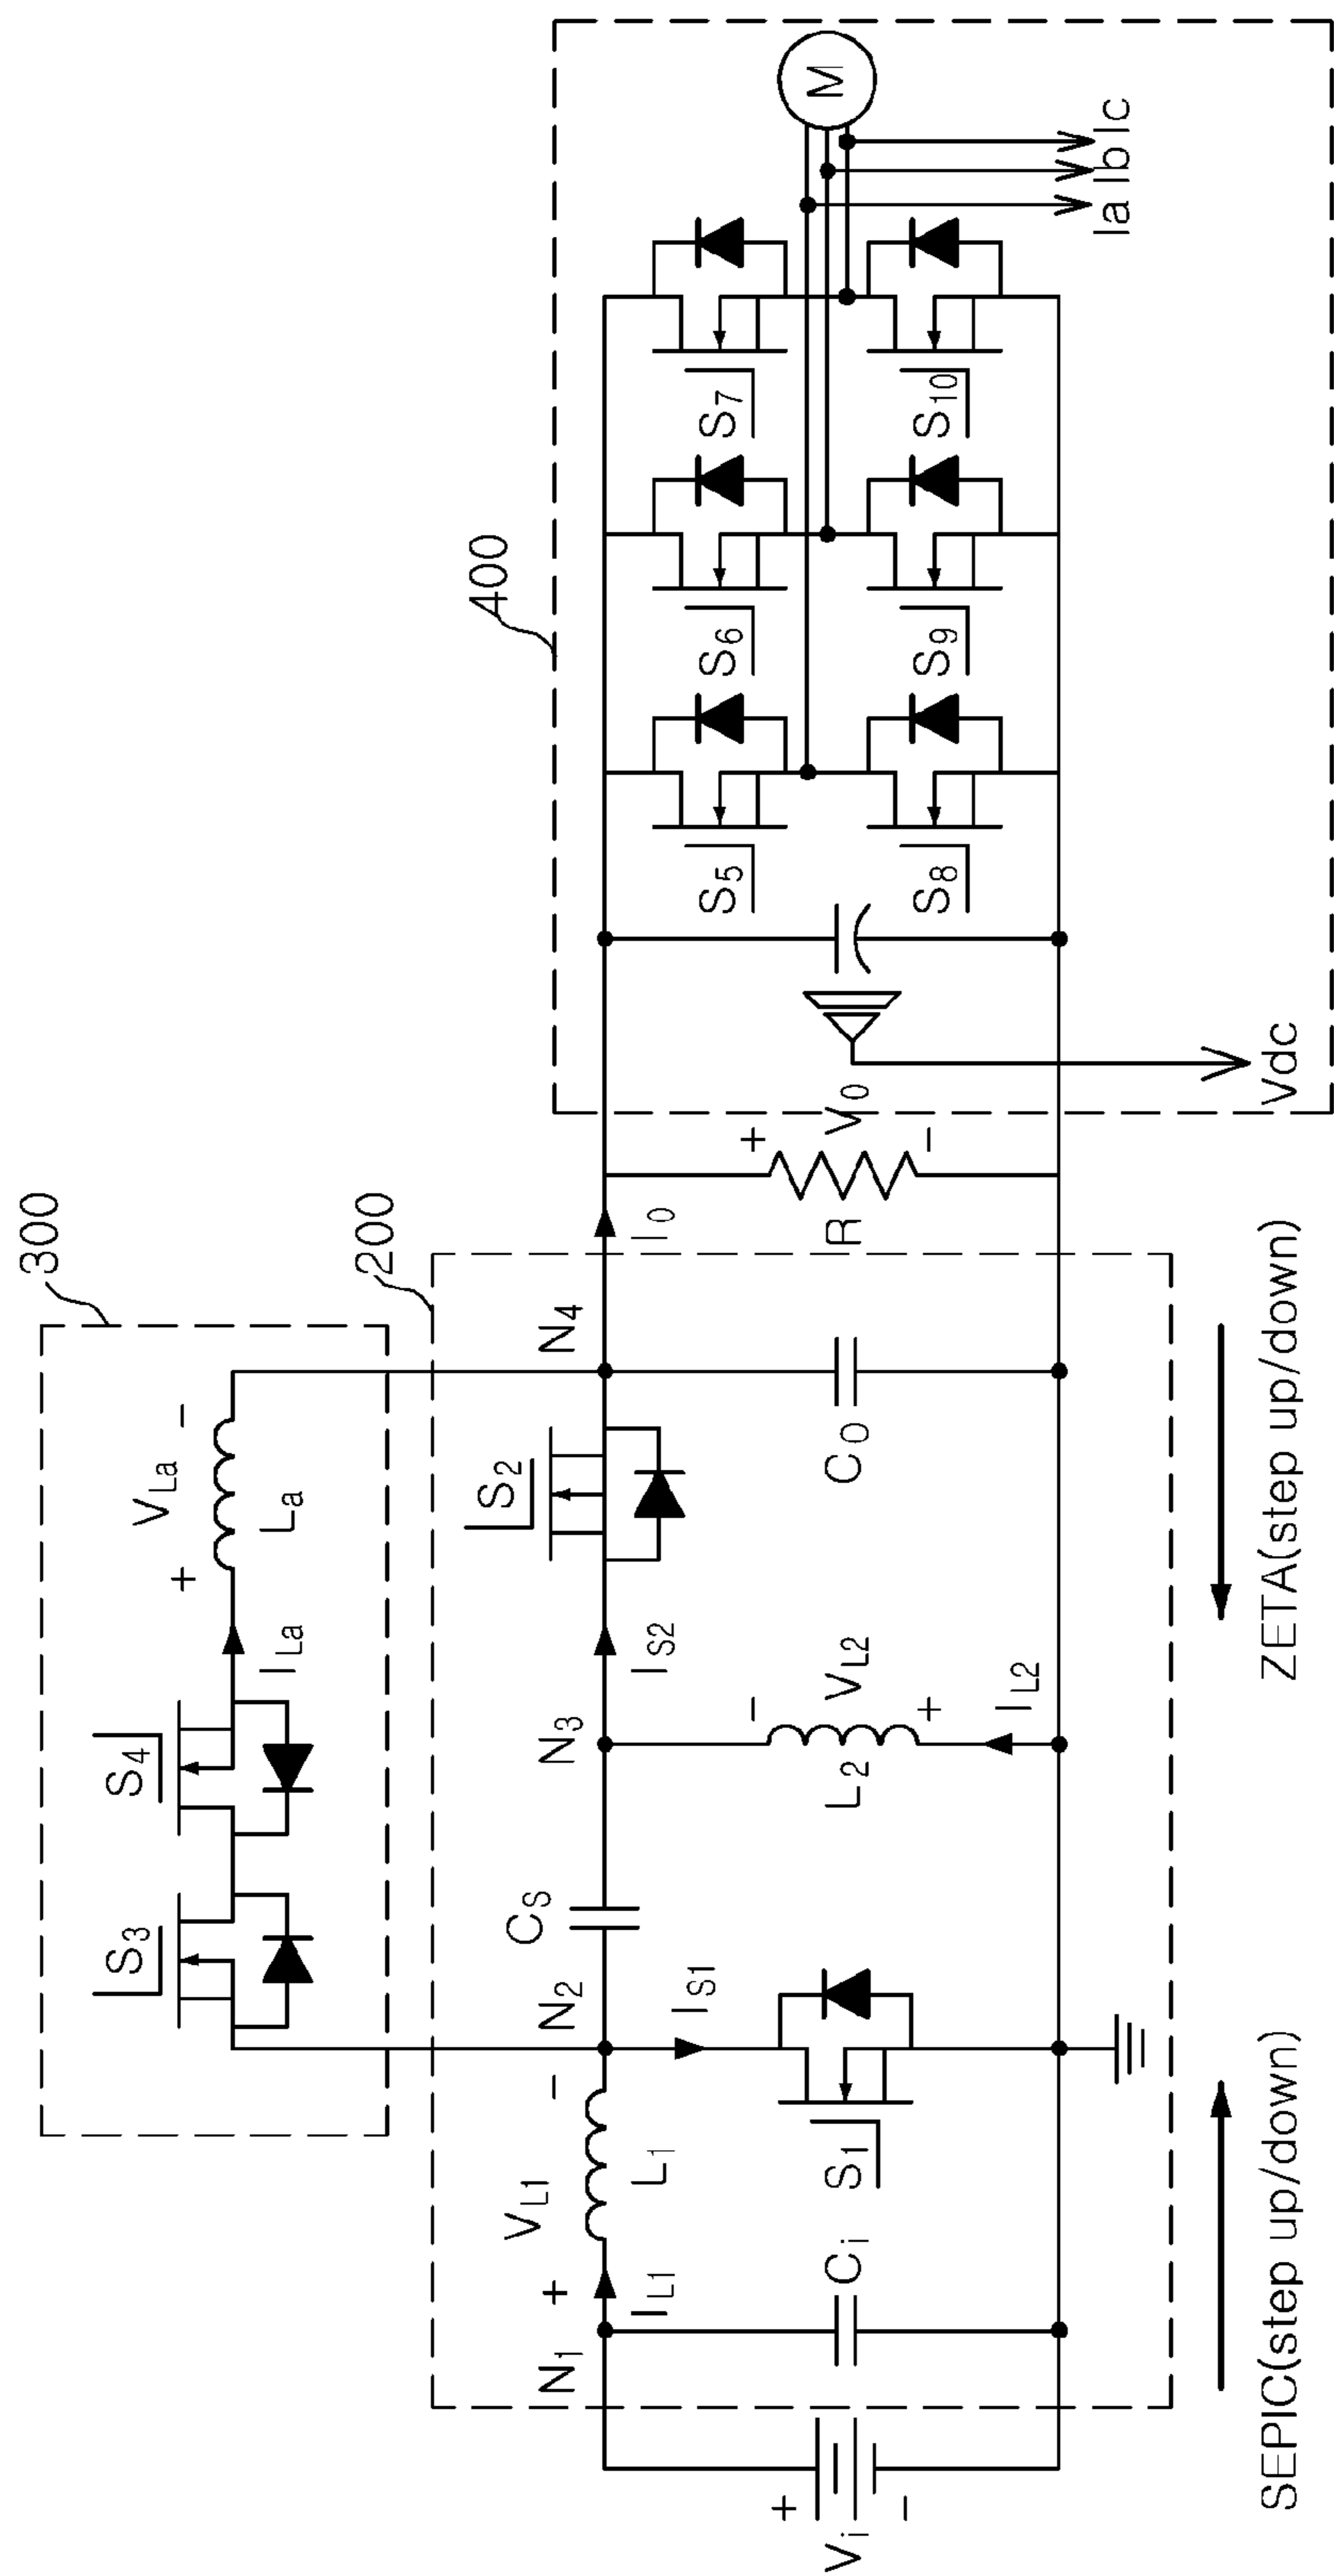 300
S3
S4
ILa
+
VLa
-
La
200
N1
+
IL1
VL1
-
L1
N2
CS
N3
IS2
S2
N4
I0
Vi
+
-
Ci
S1
IS1
L2
-
VL2
+
IL2
CO
R
+
V0
-
400
S5
S6
S7
S8
S9
S10
M
Vdc
Ia
Ib
Ic
SEPIC(step up/down)
ZETA(step up/down)